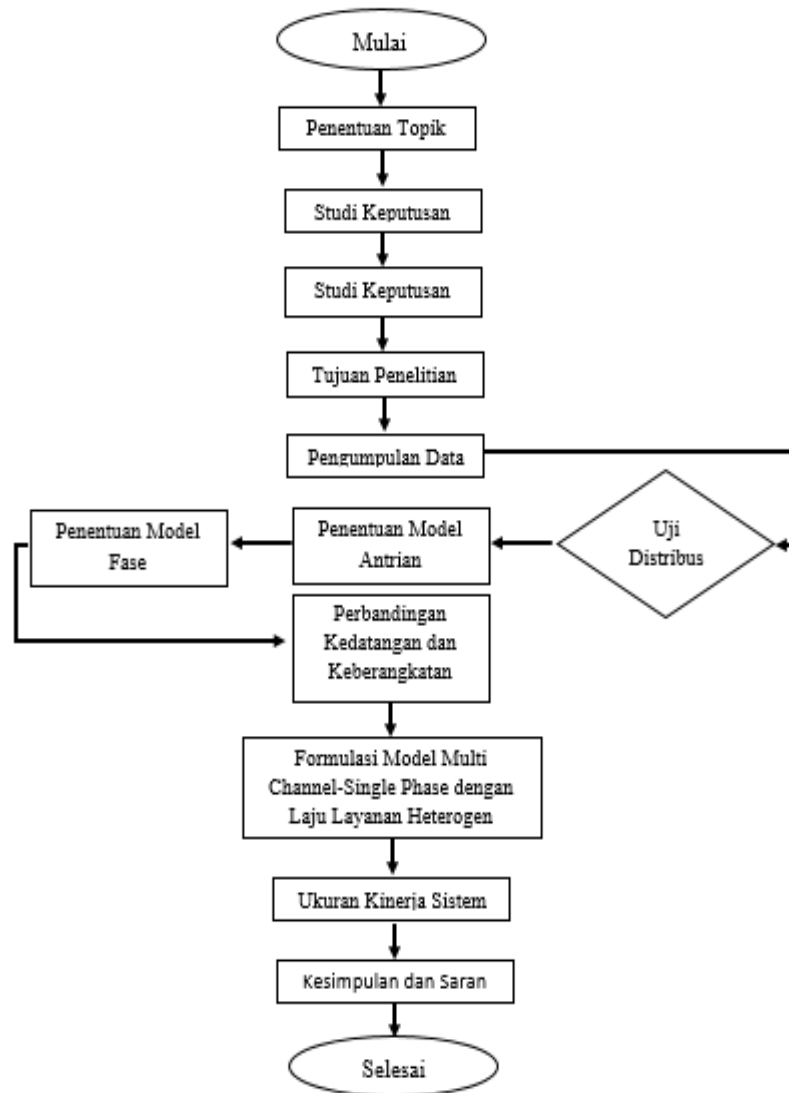 Mulai
Penentuan Topik
Studi Keputusan
Studi Keputusan
Tujuan Penelitian
Pengumpulan Data
Uji
Distribus
Penentuan Model
Antrian
Penentuan Model
Fase
Perbandingan
Kedatangan dan
Keberangkatan
Formulasi Model Multi
Channel-Single Phase dengan
Laju Layanan Heterogen
Ukuran Kinerja Sistem
Kesimpulan dan Saran
Selesai